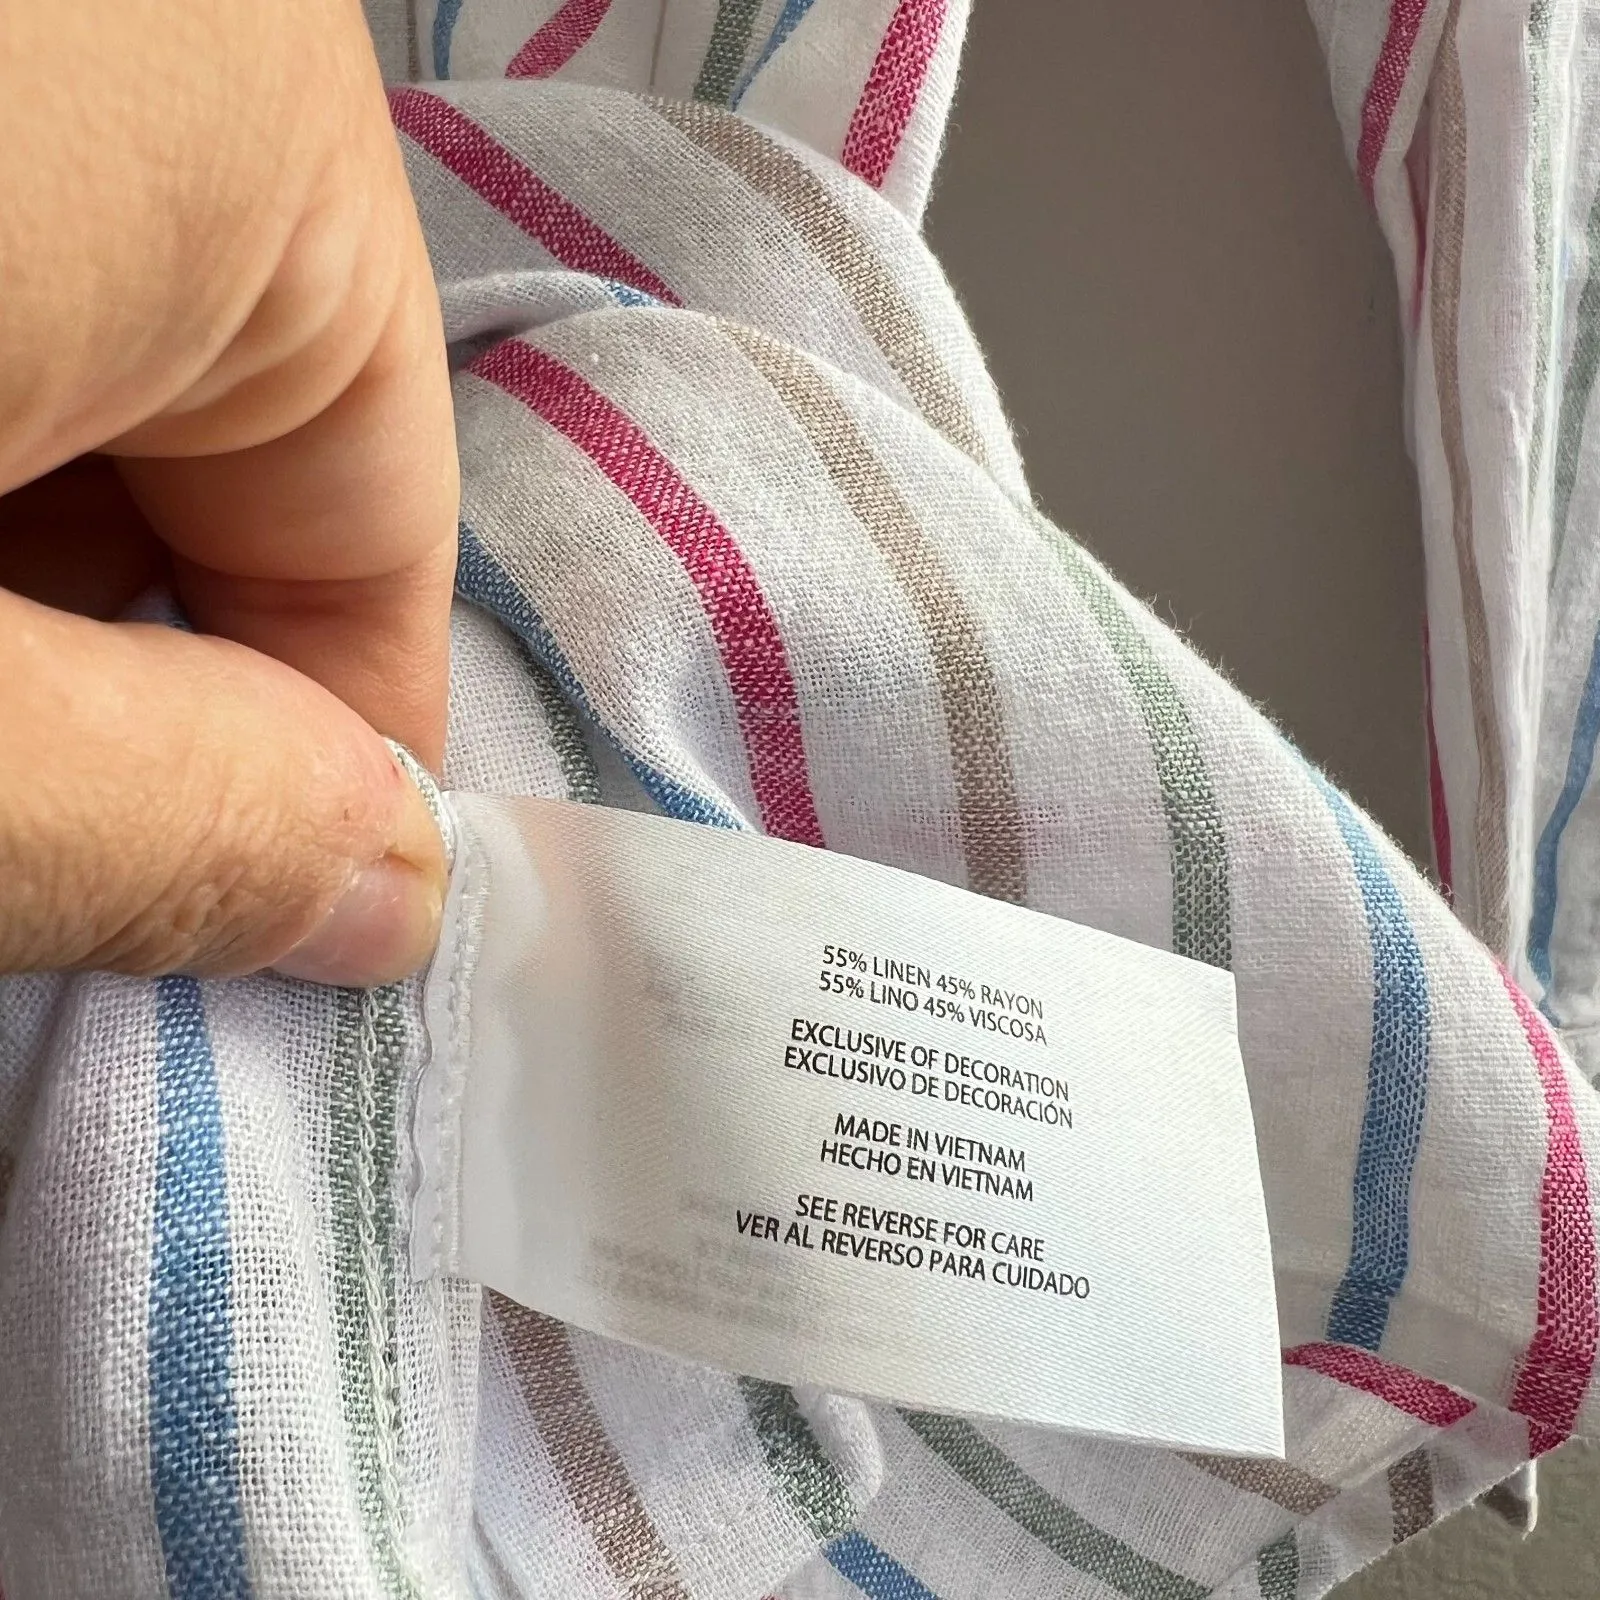 55% LINEN 45% RAYON
55% LINO 45% VISCOSA
EXCLUSIVE OF DECORATION
EXCLUSIVO DE DECORACIÓN
MADE IN VIETNAM
HECHO EN VIETNAM
SEE REVERSE FOR CARE
VER AL REVERSO PARA CUIDADO